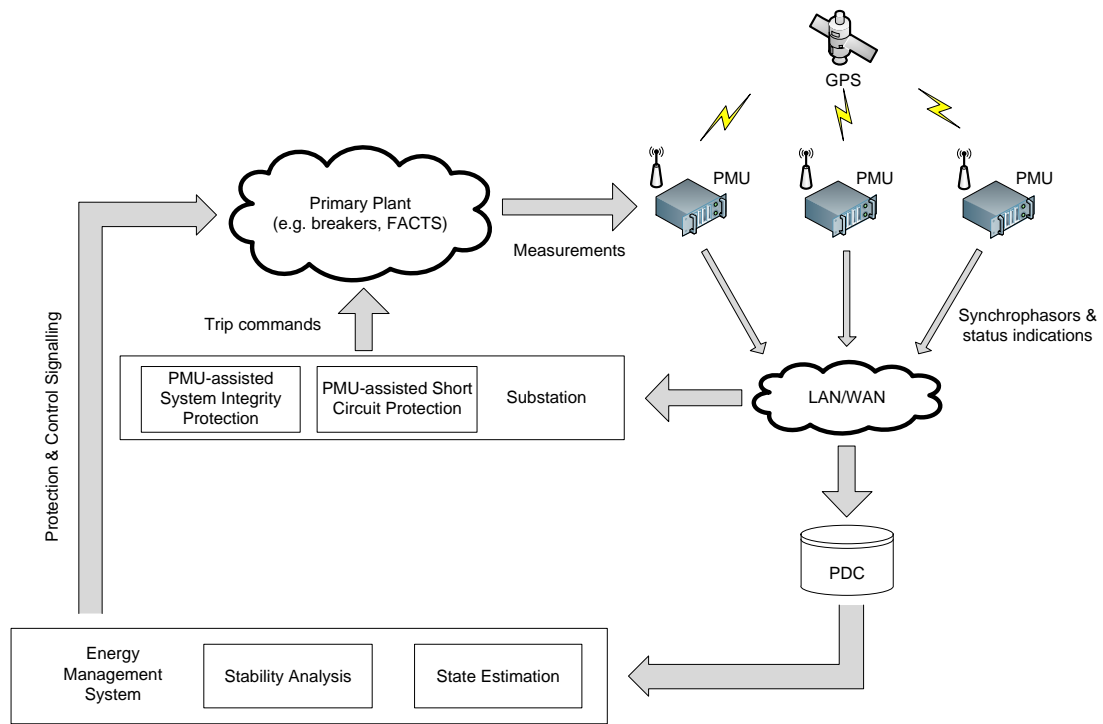 GPS
PMU
PMU
PMU
Primary Plant
(e.g. breakers, FACTS)
Measurements
Synchrophasors &
status indications
Trip commands
PMU-assisted
System Integrity
Protection
PMU-assisted Short
Circuit Protection
Substation
LAN/WAN
Protection & Control Signalling
PDC
Energy
Management
System
Stability Analysis
State Estimation